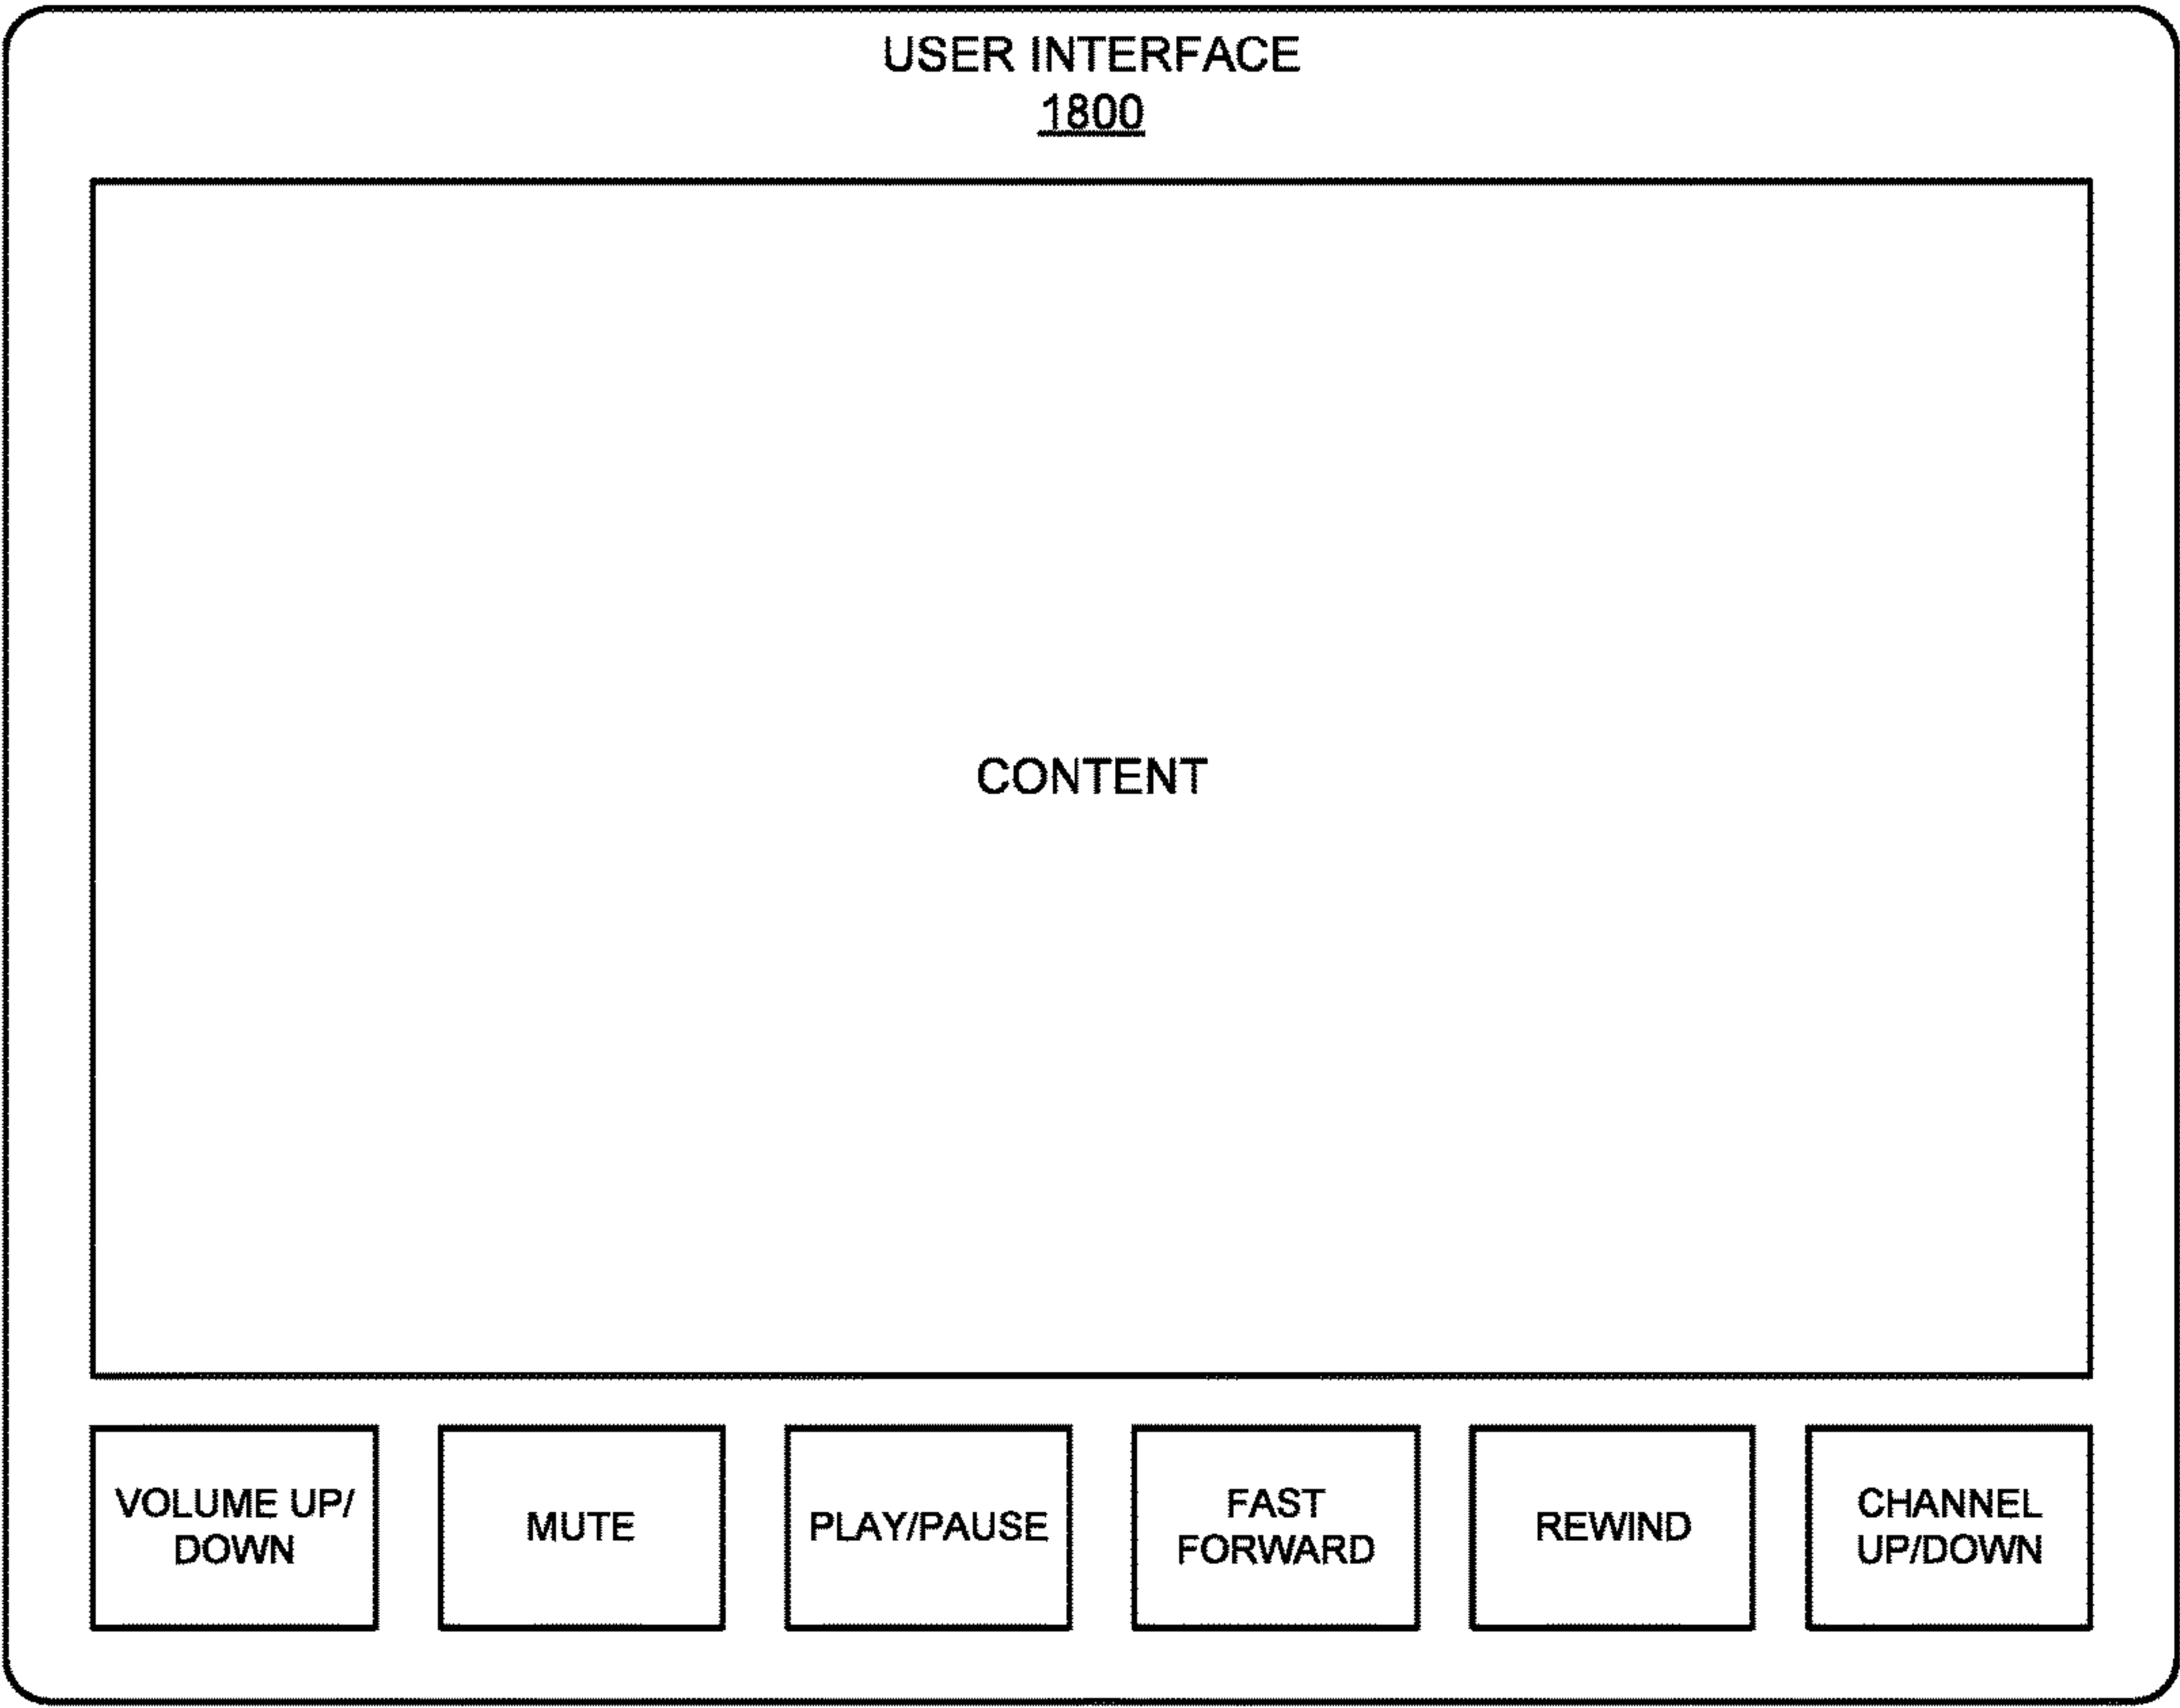 USER INTERFACE
1800
CONTENT
VOLUME UP/
DOWN
MUTE
PLAY/PAUSE
FAST
FORWARD
REWIND
CHANNEL
UP/DOWN